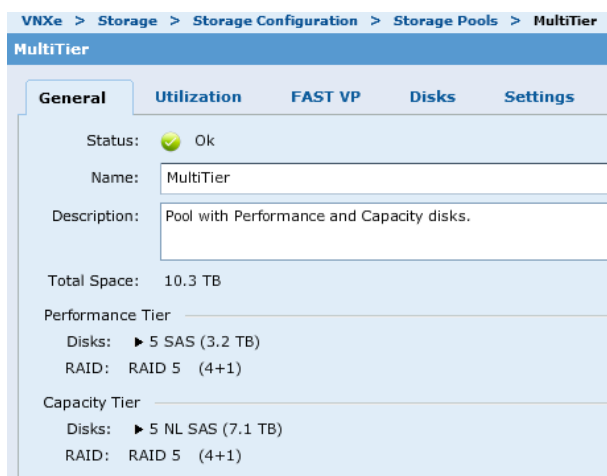 VNXe > Storage > Storage Configuration > Storage Pools > MultiTier
MultiTier
General Utilization FAST VP Disks Settings
Status: Ok
Name: MultiTier
Description: Pool with Performance and Capacity disks.
Total Space: 10.3 TB
Performance Tier
Disks: ▶ 5 SAS (3.2 TB)
RAID: RAID 5 (4+1)
Capacity Tier
Disks: ▶ 5 NL SAS (7.1 TB)
RAID: RAID 5 (4+1)